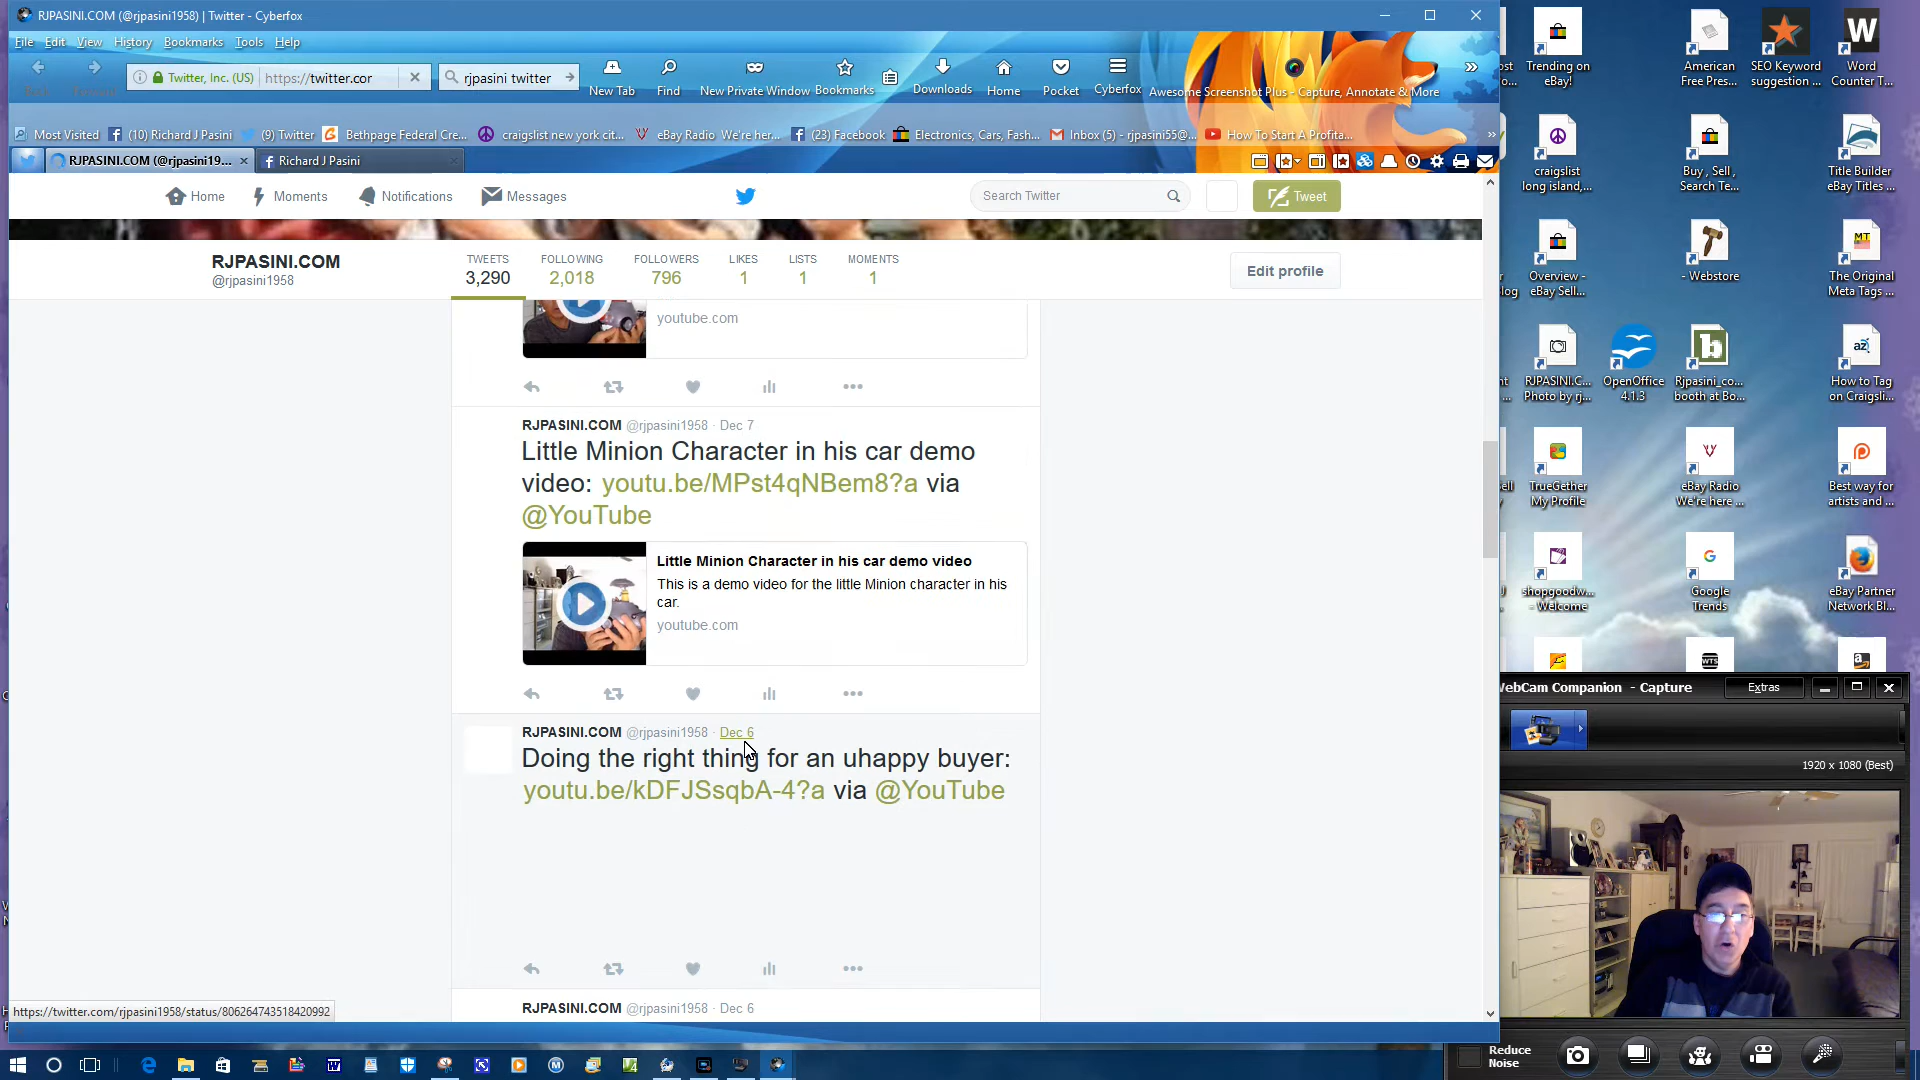 RJPASINI.COM (@rjpasini1958) | Twitter - Cyberfox
File Edit View History Bookmarks Tools Help
Twitter, Inc. (US) https://twitter.cor
rjpasini twitter
New Tab Find New Private Window Bookmarks Downloads Home Pocket Cyberfox Awesome Screenshot Plus - Capture, Annotate & More
Most Visited (10) Richard J Pasini (9) Twitter Bethpage Federal Cre... craigslist new york cit... eBay Radio We're her... (23) Facebook Electronics, Cars, Fash... Inbox (5) - rjpasini55@... How To Start A Profita...
RJPASINI.COM (@rjpasini19... Richard J Pasini
Home Moments Notifications Messages Search Twitter Tweet
RJPASINI.COM
@rjpasini1958
TWEETS FOLLOWING FOLLOWERS LIKES LISTS MOMENTS
3,290 2,018 796 1 1 1
Edit profile
youtube.com
RJPASINI.COM @rjpasini1958 · Dec 7
Little Minion Character in his car demo
video: youtu.be/MPst4qNBem8?a via
@YouTube
Little Minion Character in his car demo video
This is a demo video for the little Minion character in his
car.
youtube.com
RJPASINI.COM @rjpasini1958 · Dec 6
Doing the right thing for an uhappy buyer:
youtu.be/kDFJSsqbA-4?a via @YouTube
RJPASINI.COM @rjpasini1958 · Dec 6
https://twitter.com/rjpasini1958/status/806264743518420992
Trending on
eBay!
American
Free Pres...
SEO Keyword
suggestion ...
W
Word
Counter T...
craigslist
long island,...
Buy , Sell ,
Search Te...
Title Builder
eBay Titles ...
Overview -
eBay Sell...
- Webstore
MT
The Original
Meta Tags ...
RJPASINI.C...
Photo by rj...
OpenOffice
4.1.3
b
Rjpasini_co...
booth at Bo...
az
How to Tag
on Craigsli...
TrueGether
My Profile
eBay Radio
We're here ...
Best way for
artists and ...
shopgoodw...
- Welcome
Google
Trends
eBay Partner
Network Bl...
WTS
WebCam Companion - Capture Extras
1920 x 1080 (Best)
Reduce
Noise